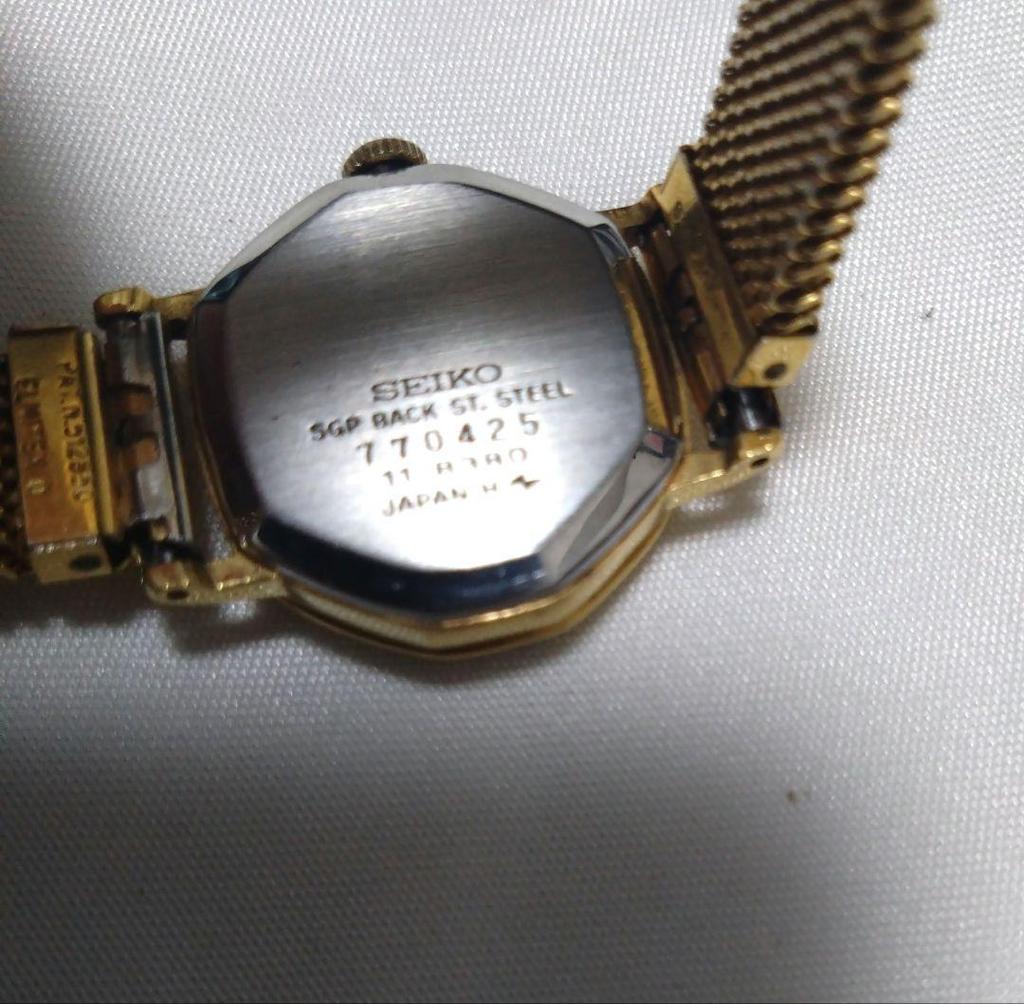 SEIKO
SGP BACK ST. STEEL
770425
11 8380
JAPAN H